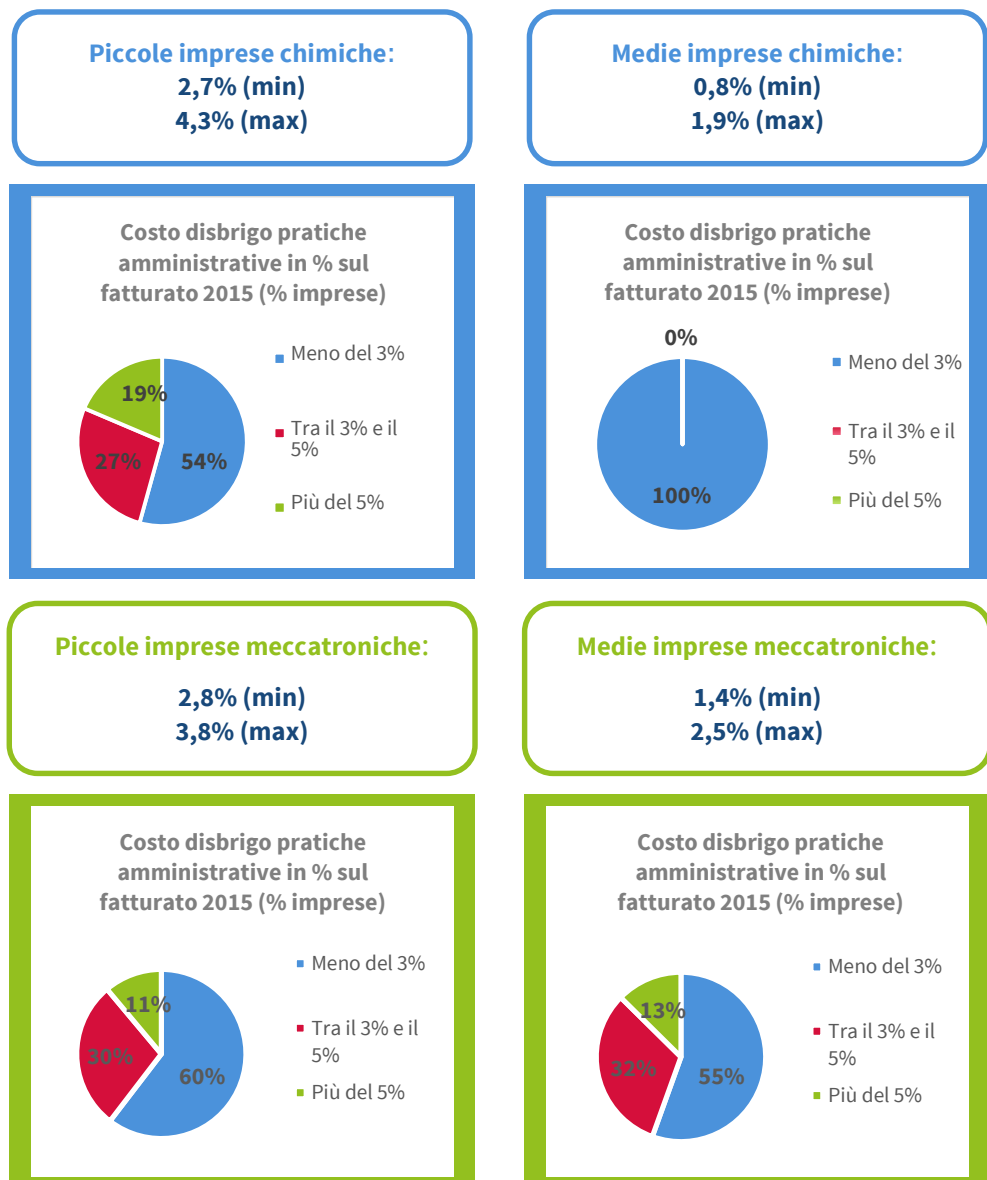 Piccole imprese chimiche:
2,7% (min)
4,3% (max)
Medie imprese chimiche:
0,8% (min)
1,9% (max)
Costo disbrigo pratiche
amministrative in % sul
fatturato 2015 (% imprese)
19%
27%
54%
Meno del 3%
Tra il 3% e il
5%
Più del 5%
Costo disbrigo pratiche
amministrative in % sul
fatturato 2015 (% imprese)
0%
100%
Meno del 3%
Tra il 3% e il
5%
Più del 5%
Piccole imprese meccatroniche:
2,8% (min)
3,8% (max)
Medie imprese meccatroniche:
1,4% (min)
2,5% (max)
Costo disbrigo pratiche
amministrative in % sul
fatturato 2015 (% imprese)
11%
30%
60%
Meno del 3%
Tra il 3% e il
5%
Più del 5%
Costo disbrigo pratiche
amministrative in % sul
fatturato 2015 (% imprese)
13%
32%
55%
Meno del 3%
Tra il 3% e il
5%
Più del 5%